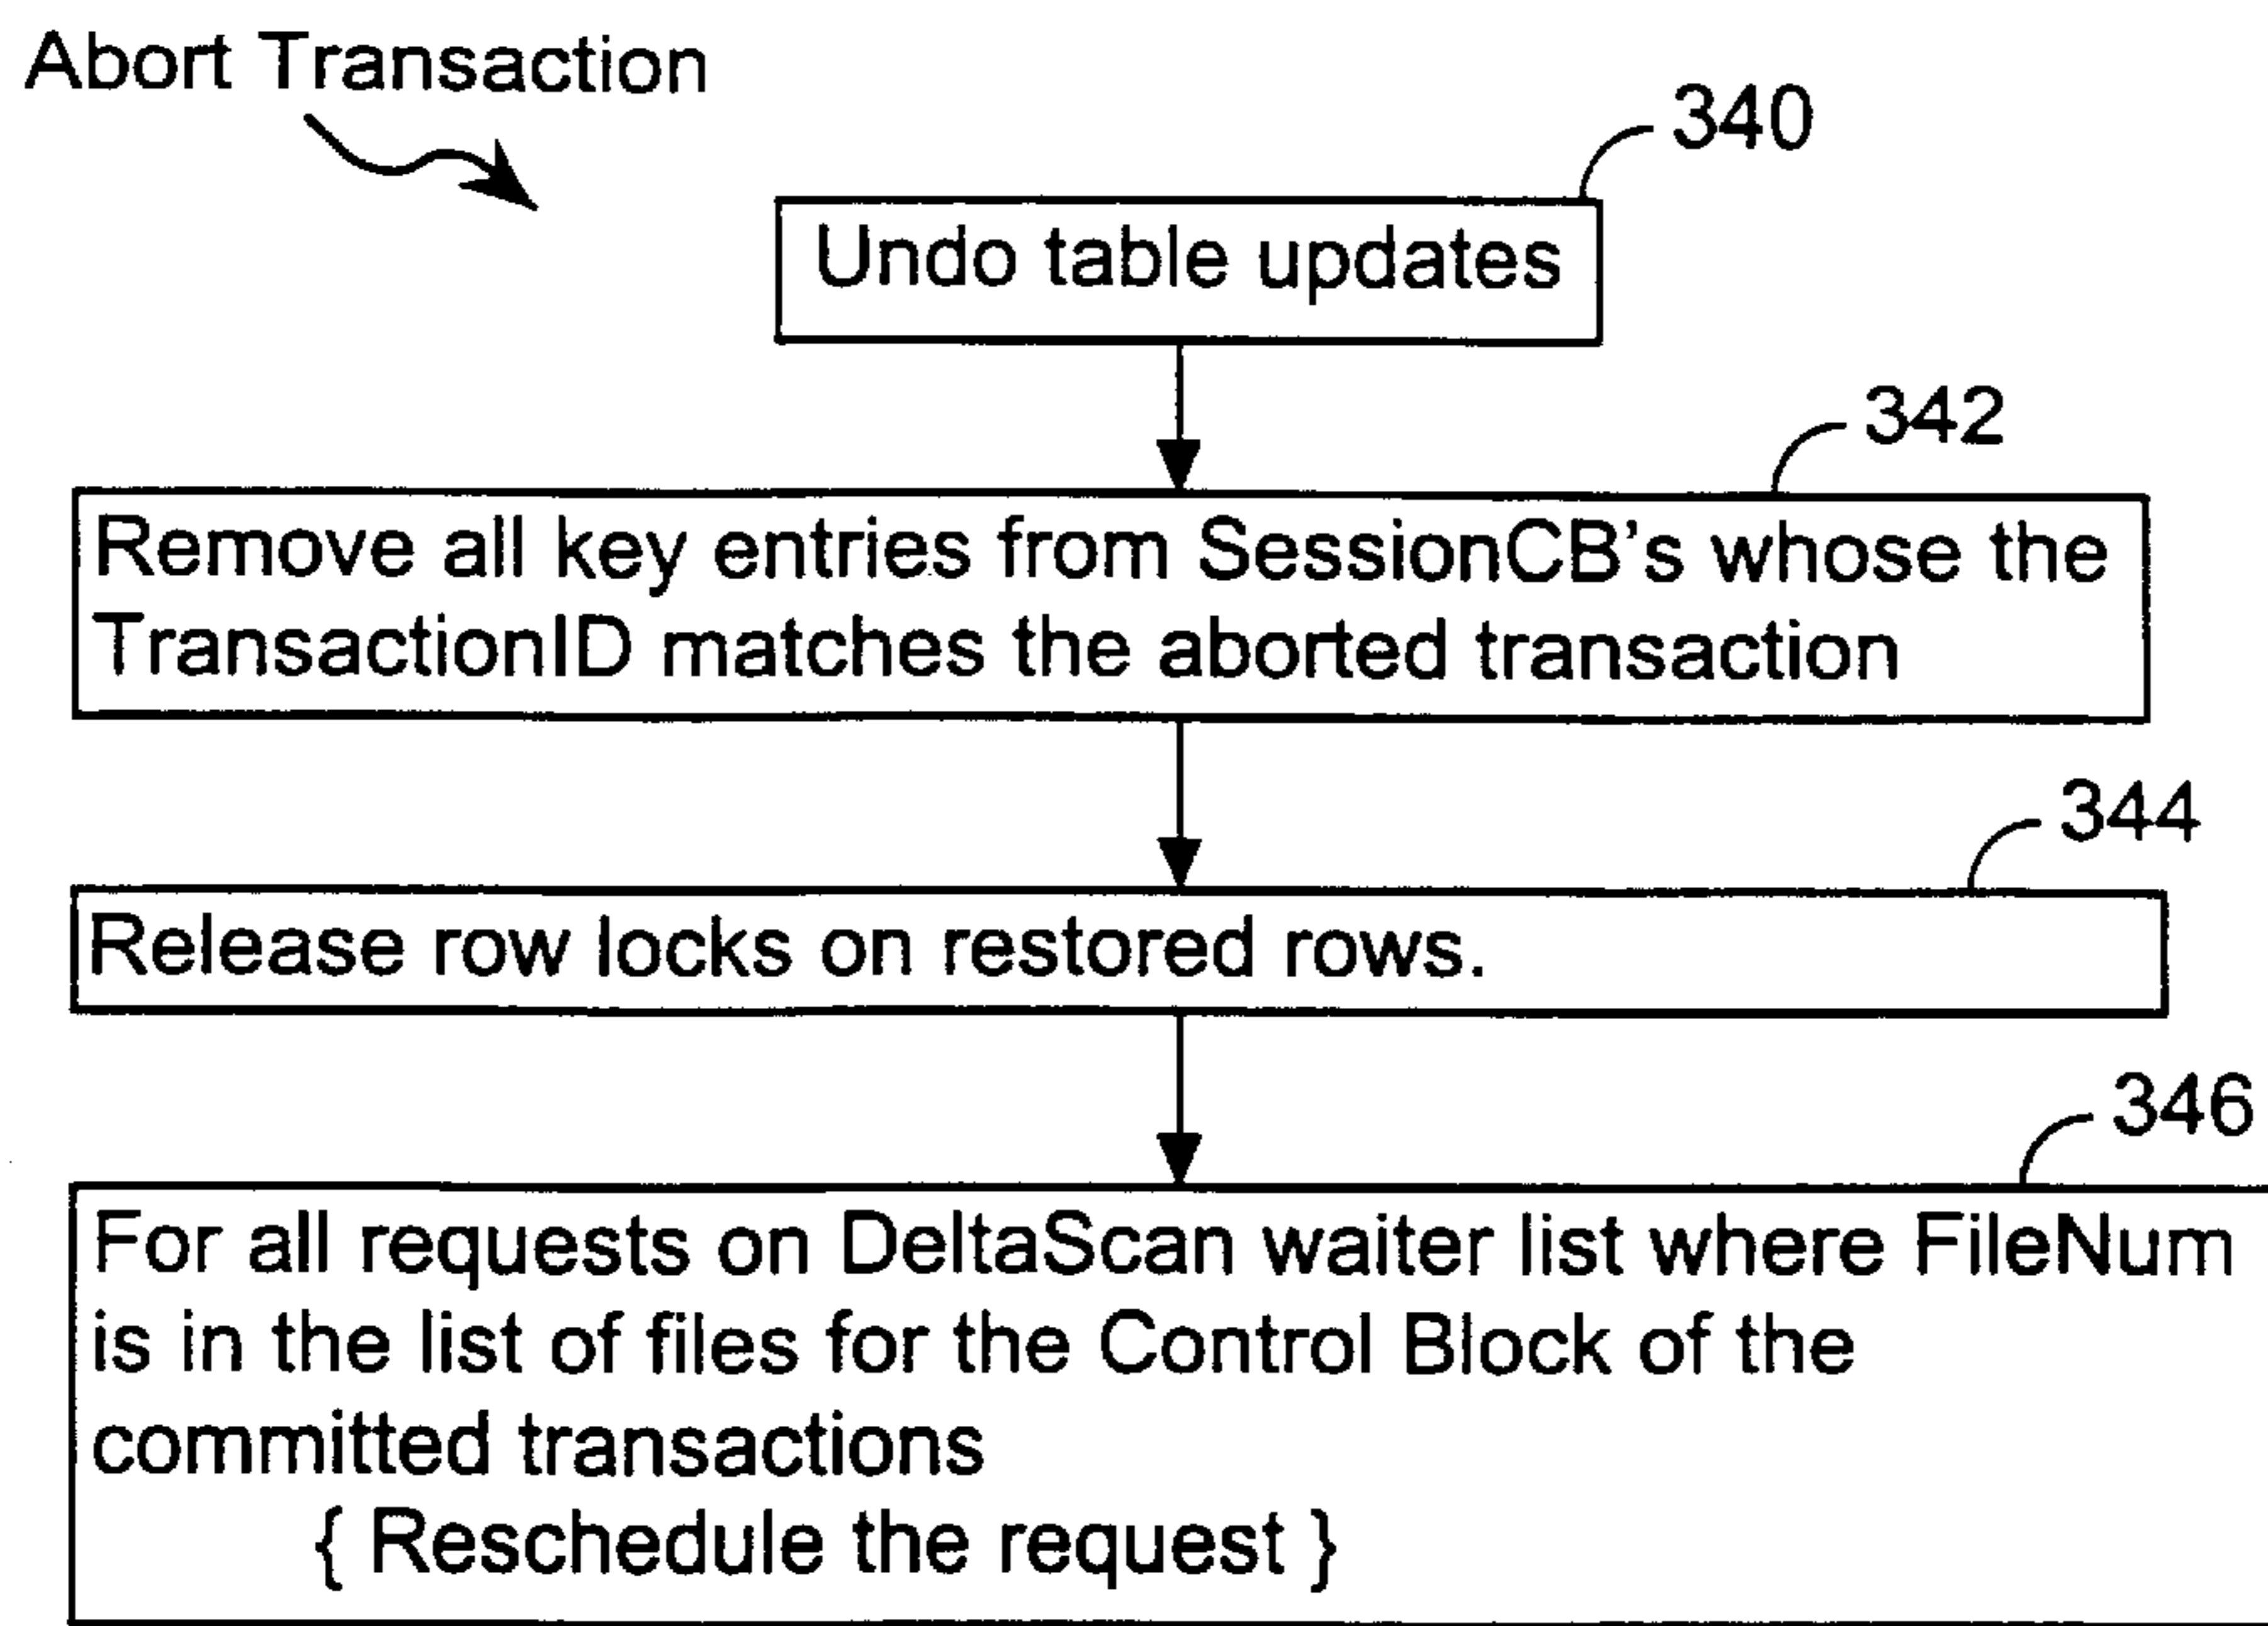 Abort Transaction
340
Undo table updates
342
Remove all key entries from SessionCB's whose the
TransactionID matches the aborted transaction
344
Release row locks on restored rows.
346
For all requests on DeltaScan waiter list where FileNum
is in the list of files for the Control Block of the
committed transactions
{ Reschedule the request }